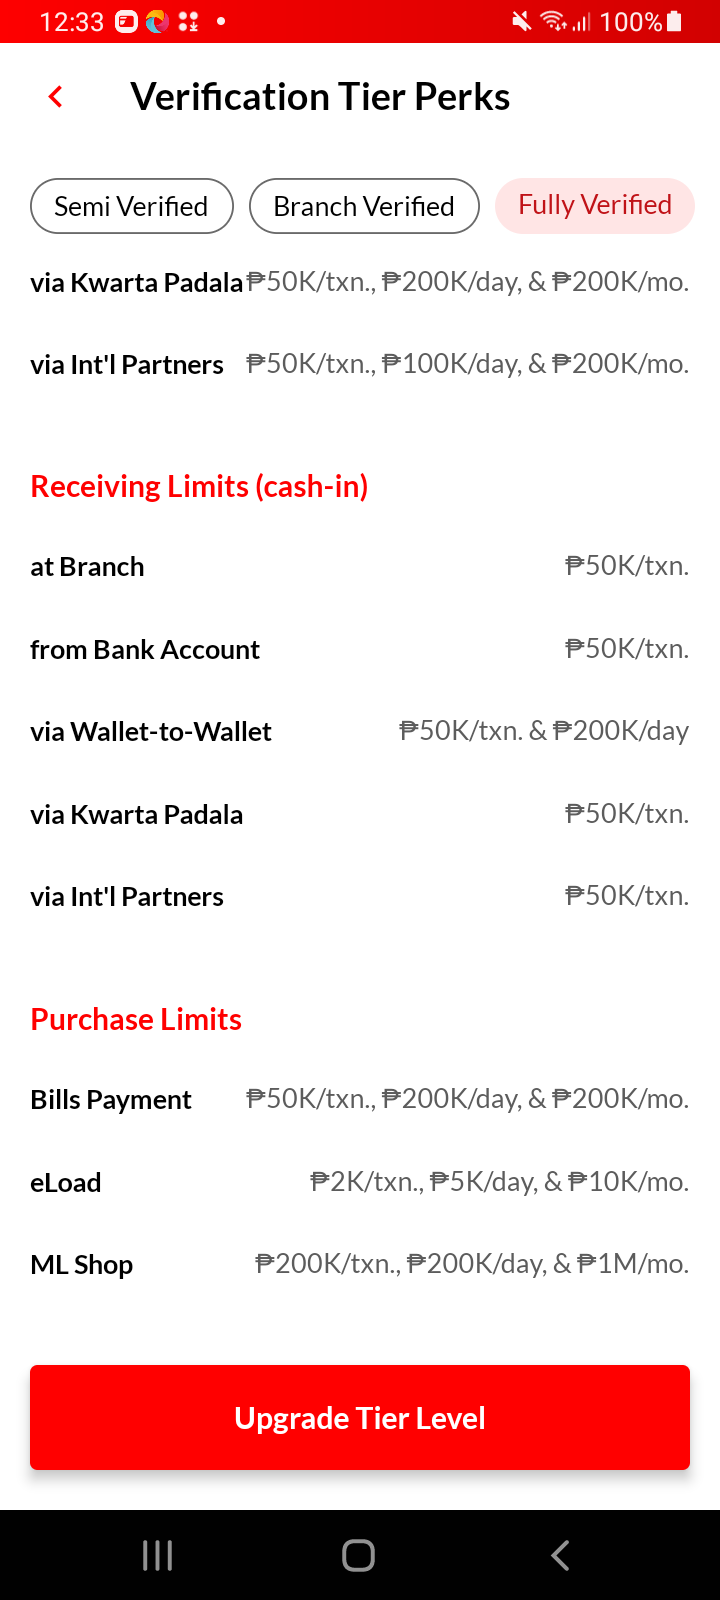 12:33
100%
Verification Tier Perks
Semi Verified
Branch Verified
Fully Verified
via Kwarta Padala ₱50K/txn., ₱200K/day, & ₱200K/mo.
via Int'l Partners ₱50K/txn., ₱100K/day, & ₱200K/mo.
Receiving Limits (cash-in)
at Branch ₱50K/txn.
from Bank Account ₱50K/txn.
via Wallet-to-Wallet ₱50K/txn. & ₱200K/day
via Kwarta Padala ₱50K/txn.
via Int'l Partners ₱50K/txn.
Purchase Limits
Bills Payment ₱50K/txn., ₱200K/day, & ₱200K/mo.
eLoad ₱2K/txn., ₱5K/day, & ₱10K/mo.
ML Shop ₱200K/txn., ₱200K/day, & ₱1M/mo.
Upgrade Tier Level